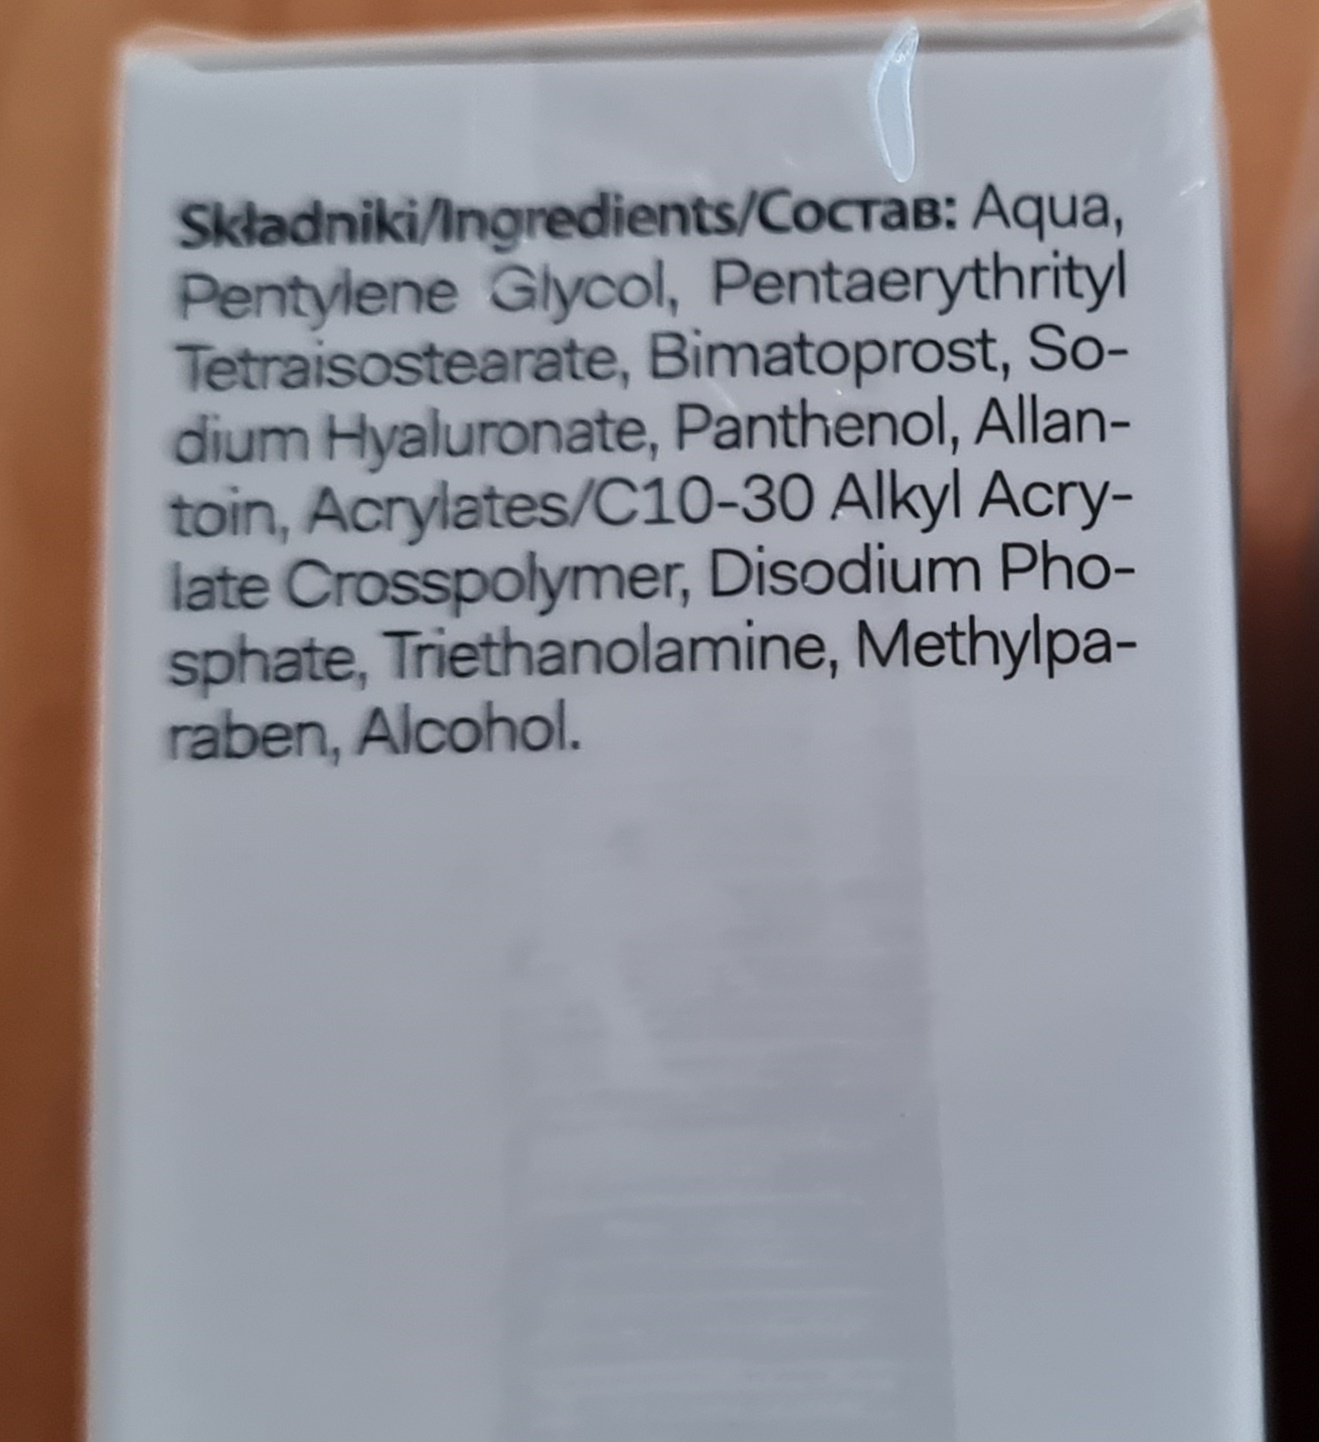 Składniki/Ingredients/Состав: Aqua,
Pentylene Glycol, Pentaerythrityl
Tetraisostearate, Bimatoprost, So-
dium Hyaluronate, Panthenol, Allan-
toin, Acrylates/C10-30 Alkyl Acry-
late Crosspolymer, Disodium Pho-
sphate, Triethanolamine, Methylpa-
raben, Alcohol.